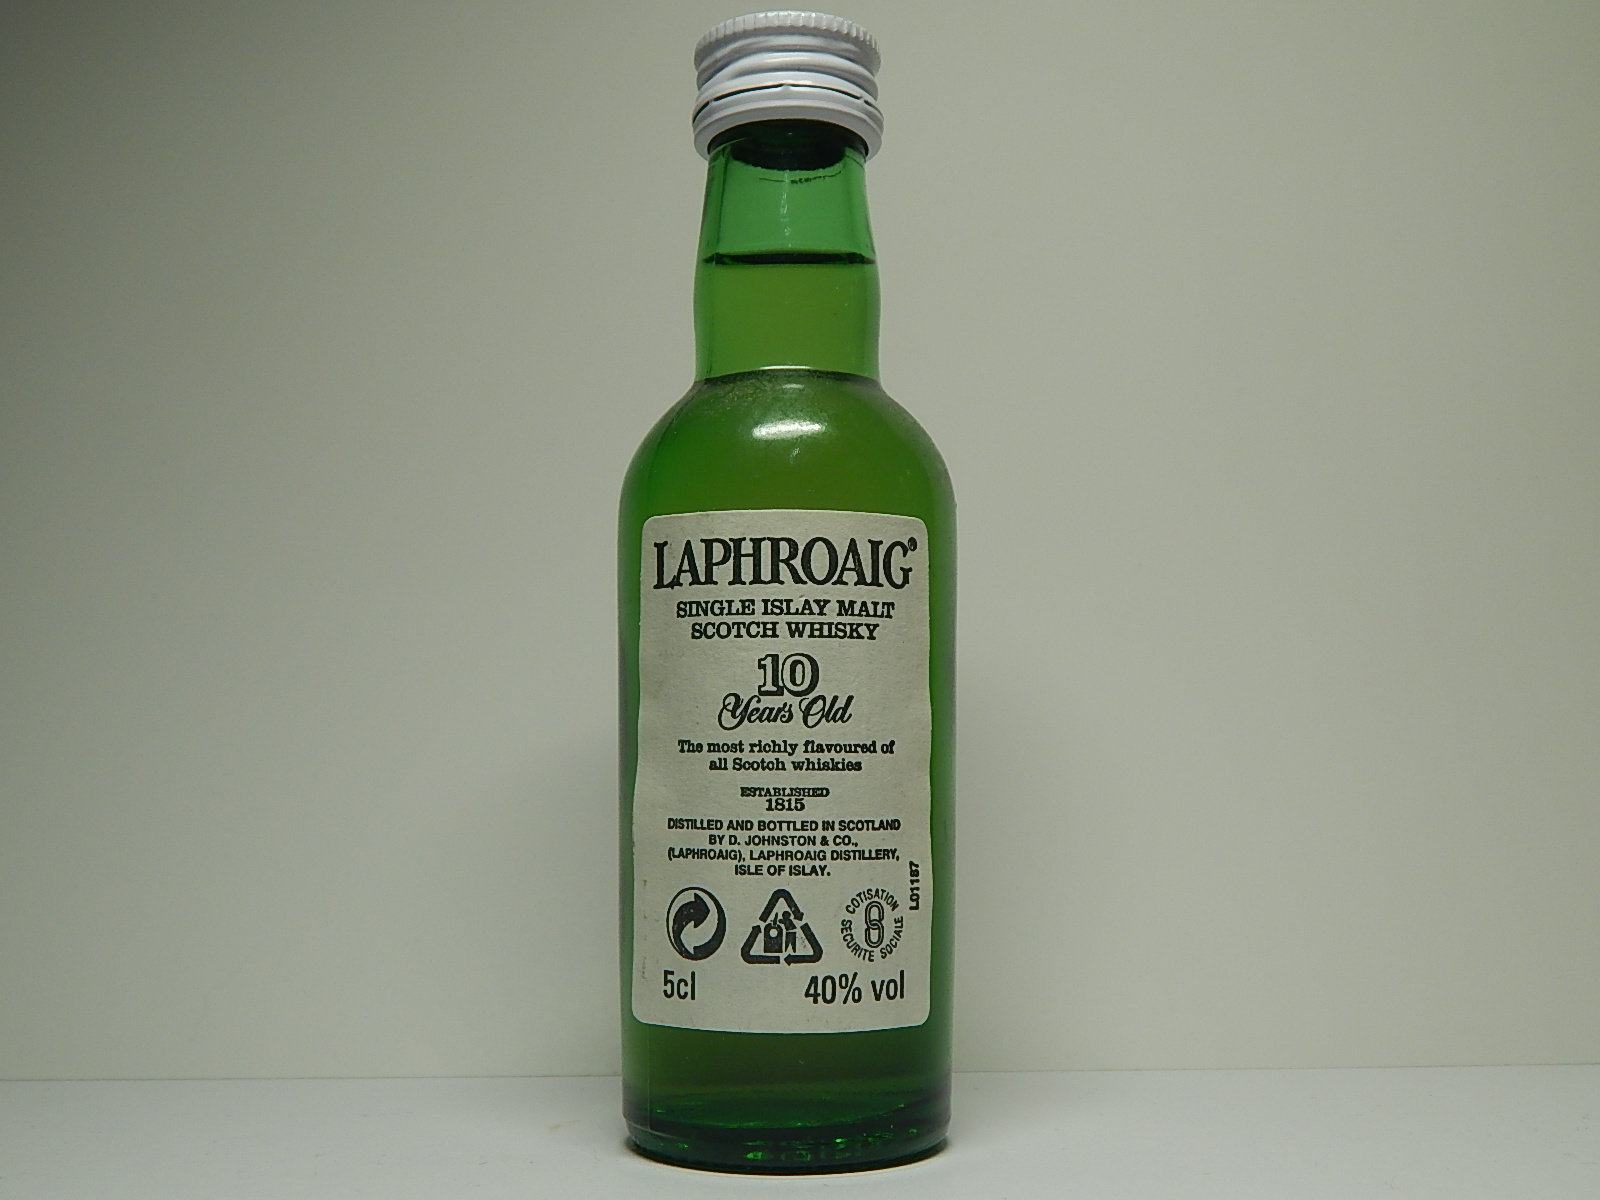 LAPHROAIG®
SINGLE ISLAY MALT
SCOTCH WHISKY
10
Years Old
The most richly flavoured of
all Scotch whiskies
ESTABLISHED
1815
DISTILLED AND BOTTLED IN SCOTLAND
BY D. JOHNSTON & CO.,
(LAPHROAIG), LAPHROAIG DISTILLERY,
ISLE OF ISLAY.
L01187
COTISATION
SECURITE SOCIALE
5cl 40% vol